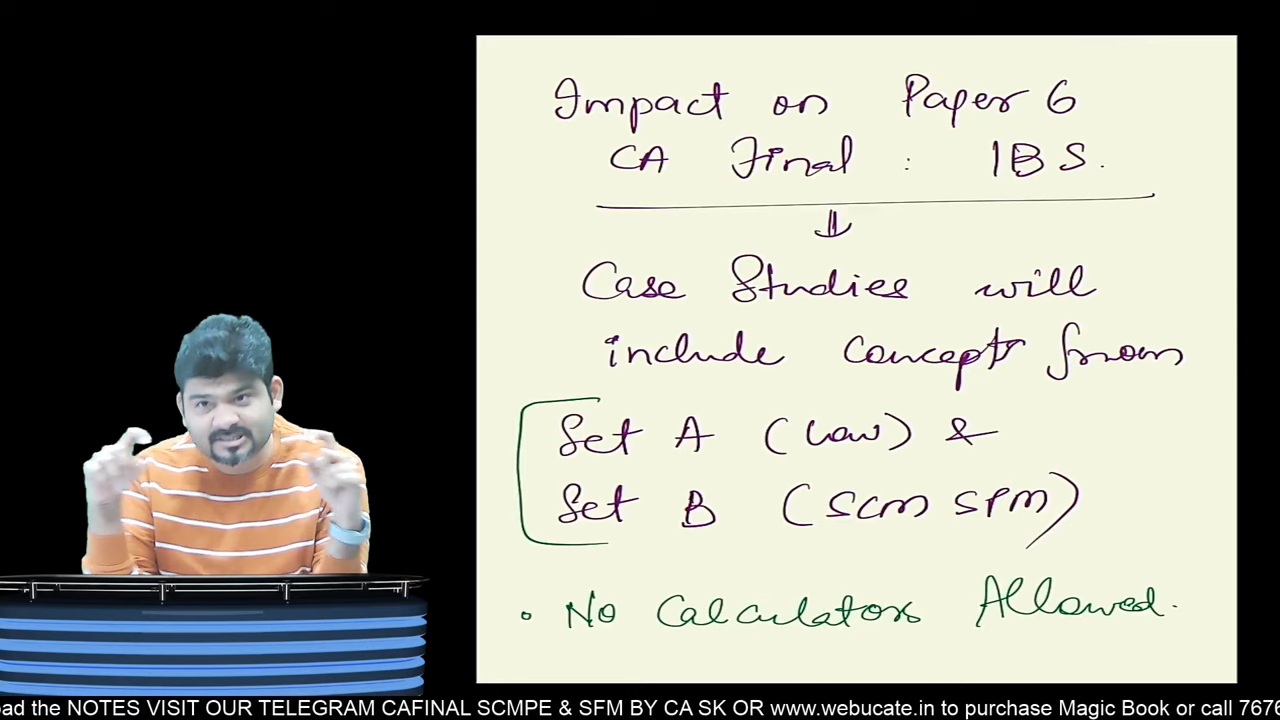 Impact on Paper 6
CA Final : IBS.
Case Studies will
include concepts from
Set A (Law) &
Set B (SCM SPM)
• No Calculators Allowed.
oad the NOTES VISIT OUR TELEGRAM CAFINAL SCMPE & SFM BY CA SK OR www.webucate.in to purchase Magic Book or call 7676